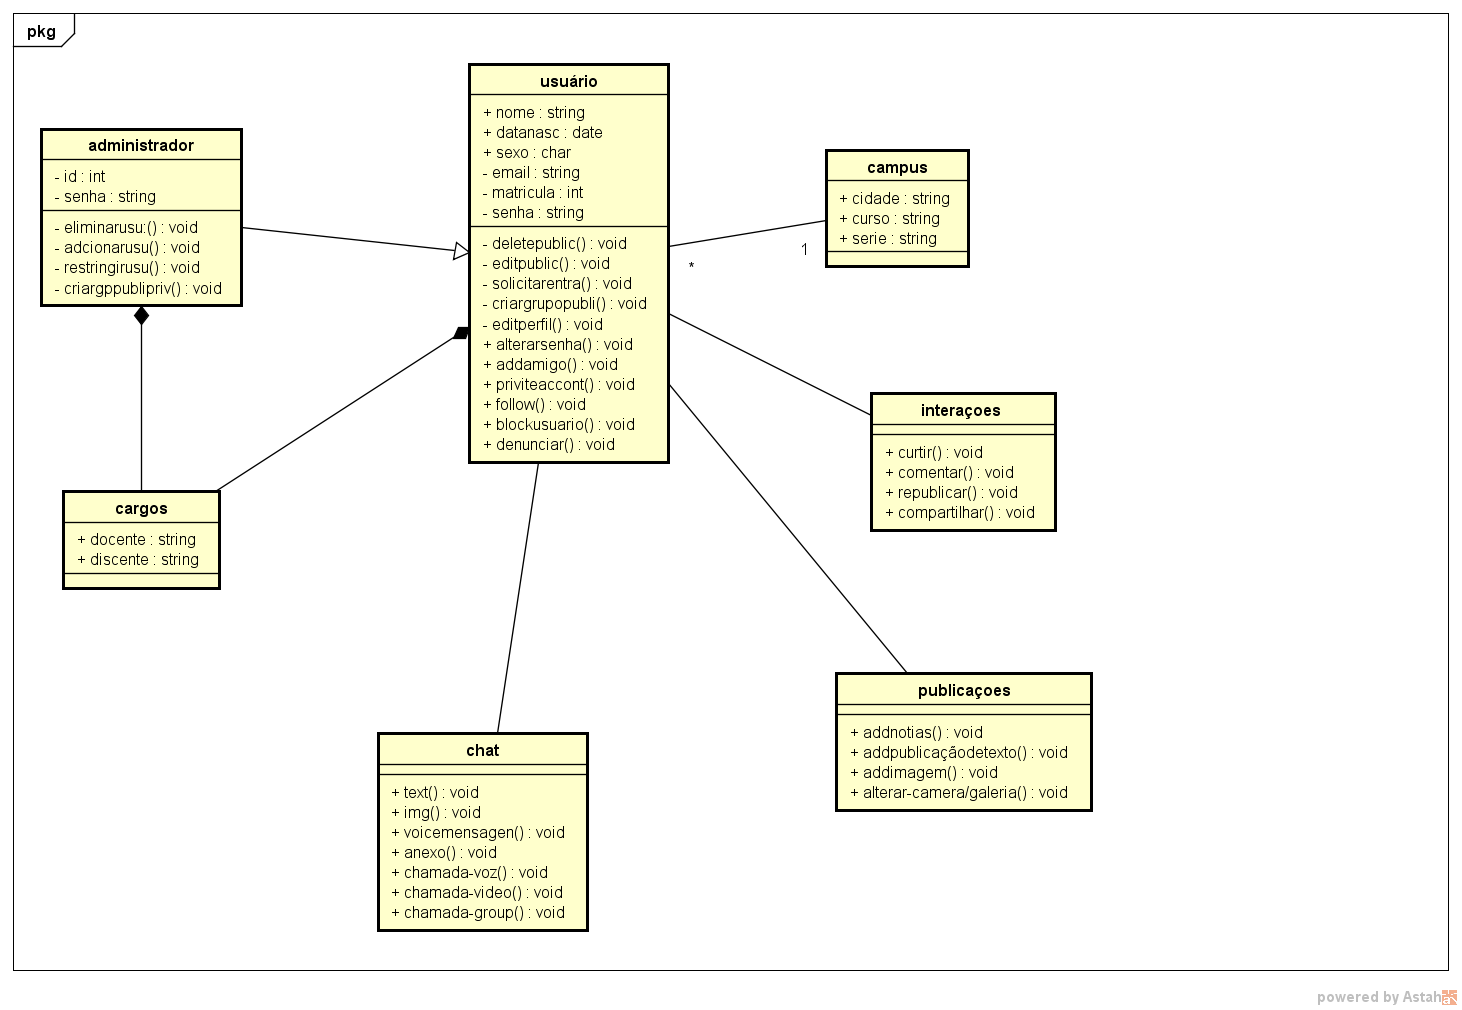 pkg
usuário
+ nome : string
+ datanasc : date
+ sexo : char
- email : string
- matricula : int
- senha : string
- deletepublic() : void
- editpublic() : void
- solicitarentra() : void
- criargrupopubli() : void
- editperfil() : void
+ alterarsenha() : void
+ addamigo() : void
+ priviteaccont() : void
+ follow() : void
+ blockusuario() : void
+ denunciar() : void
administrador
- id : int
- senha : string
- eliminarusu:() : void
- adcionarusu() : void
- restringirusu() : void
- criargppublipriv() : void
campus
+ cidade : string
+ curso : string
+ serie : string
1
*
interaçoes
+ curtir() : void
+ comentar() : void
+ republicar() : void
+ compartilhar() : void
cargos
+ docente : string
+ discente : string
publicaçoes
+ addnotias() : void
+ addpublicaçãodetexto() : void
+ addimagem() : void
+ alterar-camera/galeria() : void
chat
+ text() : void
+ img() : void
+ voicemensagen() : void
+ anexo() : void
+ chamada-voz() : void
+ chamada-video() : void
+ chamada-group() : void
powered by Astah